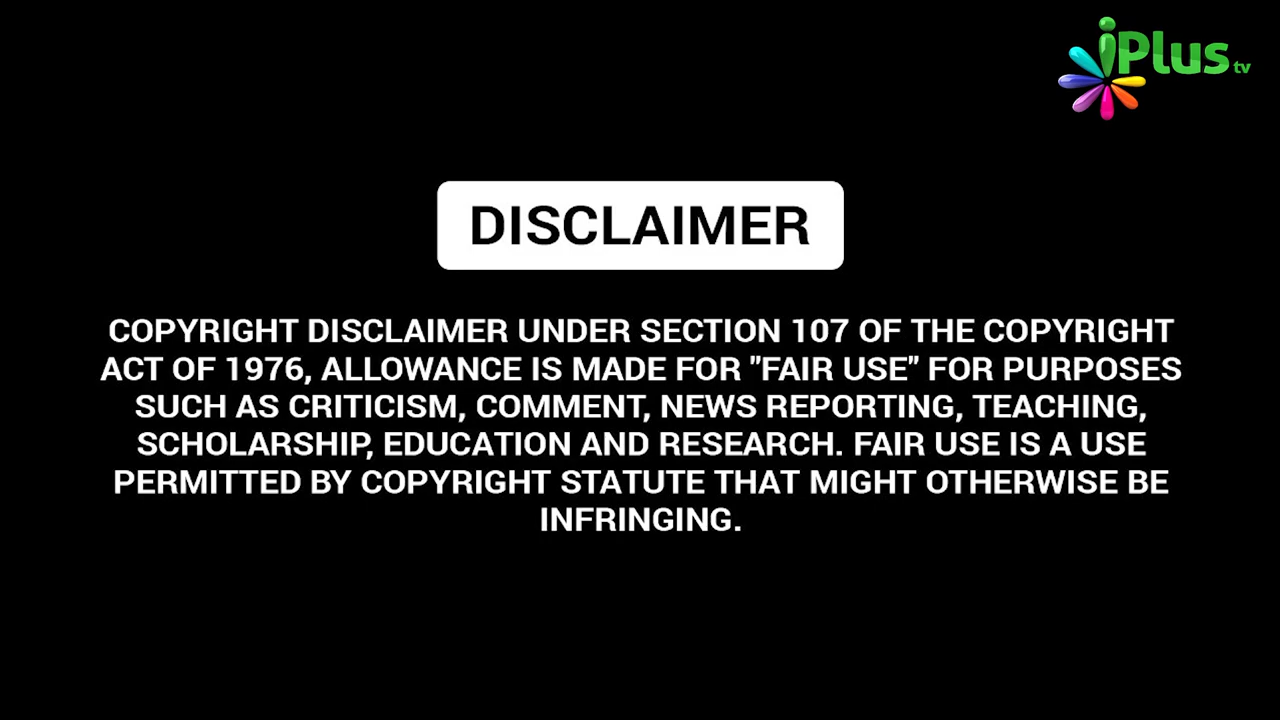 iPlus tv
DISCLAIMER
COPYRIGHT DISCLAIMER UNDER SECTION 107 OF THE COPYRIGHT
ACT OF 1976, ALLOWANCE IS MADE FOR "FAIR USE" FOR PURPOSES
SUCH AS CRITICISM, COMMENT, NEWS REPORTING, TEACHING,
SCHOLARSHIP, EDUCATION AND RESEARCH. FAIR USE IS A USE
PERMITTED BY COPYRIGHT STATUTE THAT MIGHT OTHERWISE BE
INFRINGING.